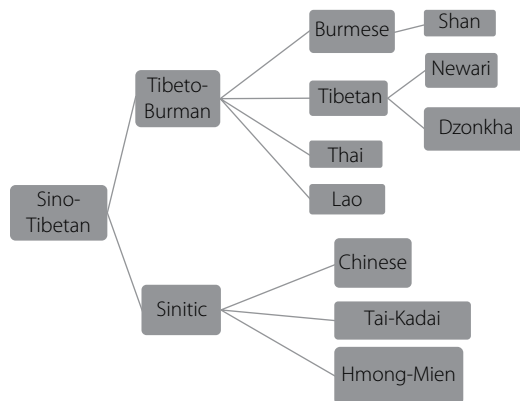 Burmese
Shan
Tibeto-
Burman
Tibetan
Newari
Dzonkha
Thai
Lao
Sino-
Tibetan
Chinese
Sinitic
Tai-Kadai
Hmong-Mien